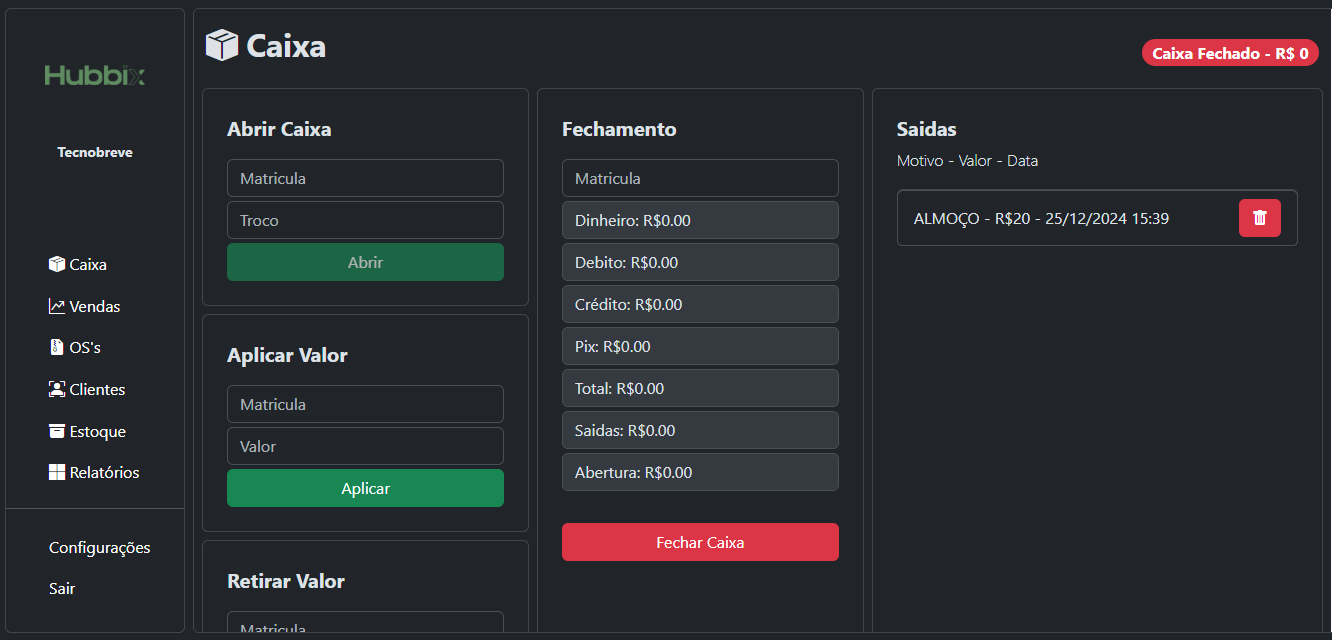 Hubbix
Tecnobreve
Caixa
Vendas
OS's
Clientes
Estoque
Relatórios
Configurações
Sair
Caixa
Caixa Fechado - R$ 0
Abrir Caixa
Matricula
Troco
Abrir
Aplicar Valor
Matricula
Valor
Aplicar
Retirar Valor
Matricula
Fechamento
Matricula
Dinheiro: R$0.00
Debito: R$0.00
Crédito: R$0.00
Pix: R$0.00
Total: R$0.00
Saidas: R$0.00
Abertura: R$0.00
Fechar Caixa
Saidas
Motivo - Valor - Data
ALMOÇO - R$20 - 25/12/2024 15:39